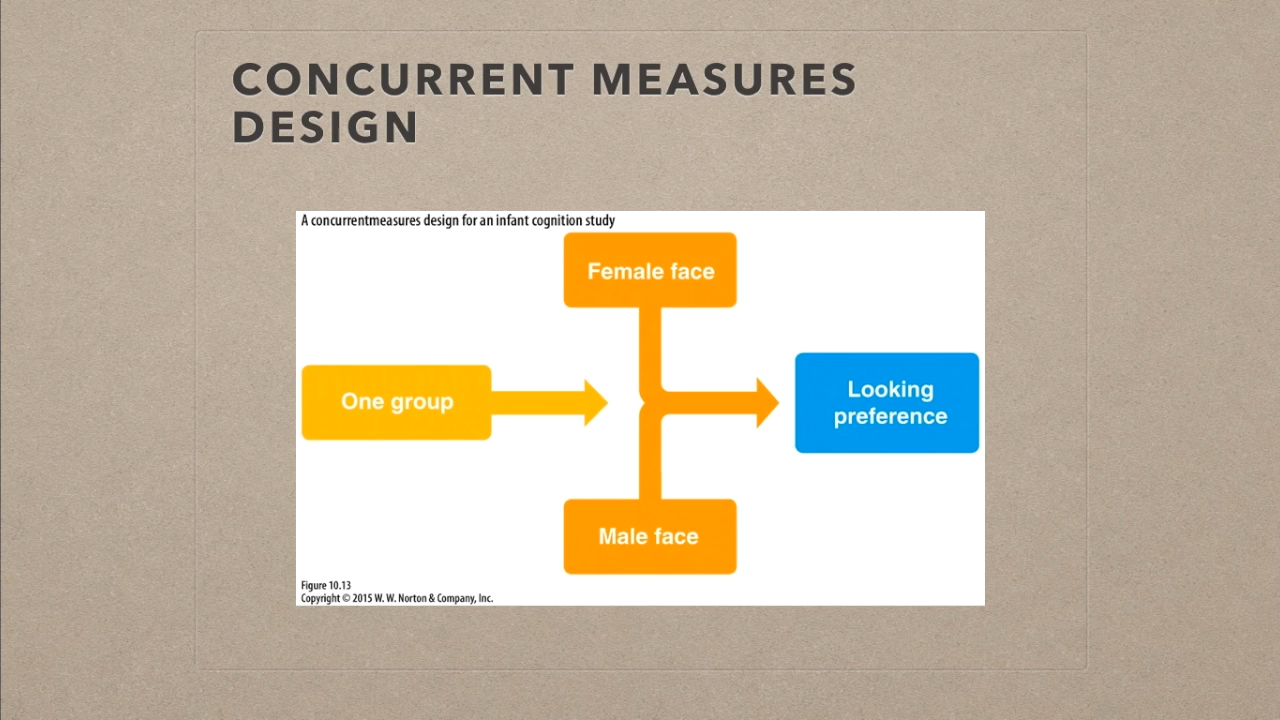 CONCURRENT MEASURES
DESIGN
A concurrentmeasures design for an infant cognition study
Female face
One group
Looking
preference
Male face
Figure 10.13
Copyright © 2015 W. W. Norton & Company, Inc.